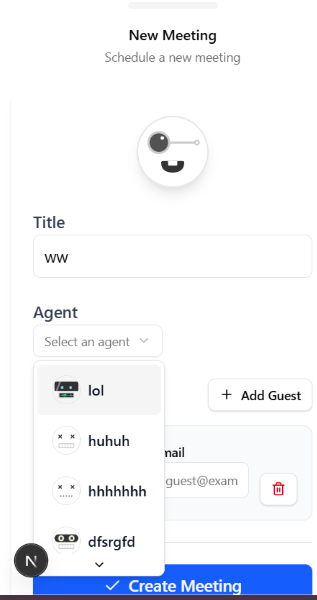 New Meeting
Schedule a new meeting
Title
ww
Agent
Select an agent
lol
Add Guest
huhuh
mail
guest@exam
hhhhhhh
dfsrgfd
N
Create Meeting